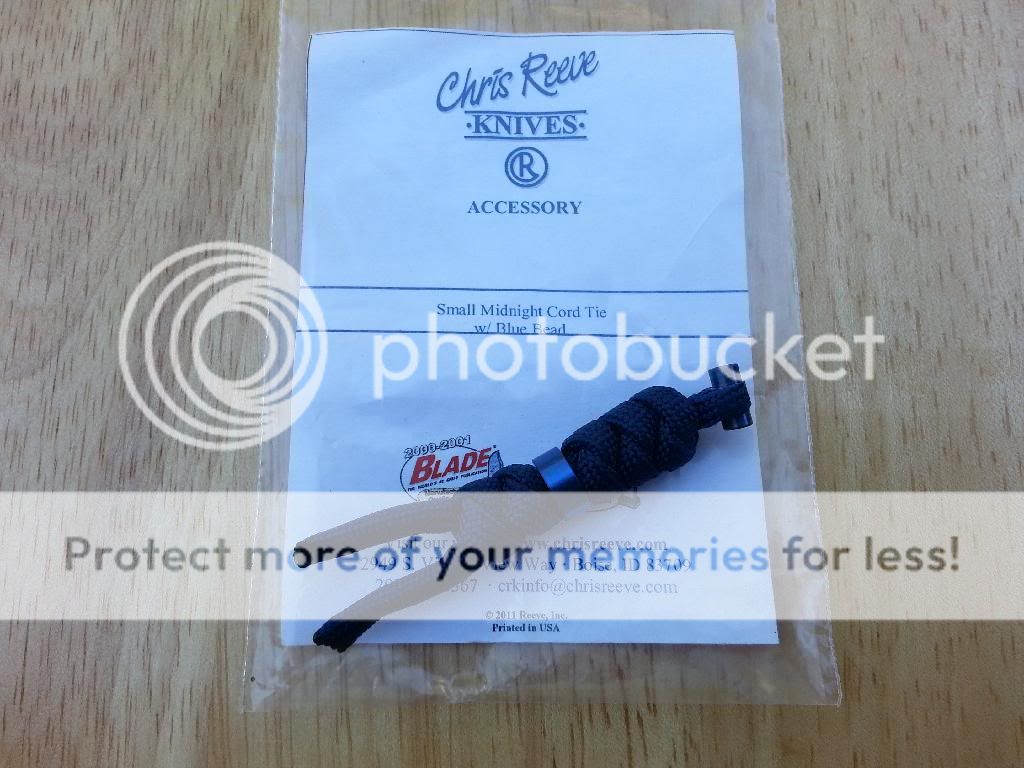 Chris Reeve
·KNIVES·
®
ACCESSORY
Small Midnight Cord Tie
w/ Blue Bead
photobucket
2000-2001
BLADE
Protect more of your memories for less!
www.chrisreeve.com
Way · Boise, ID 83709
· crkinfo@chrisreeve.com
© 2011 Reeve, Inc.
Printed in USA